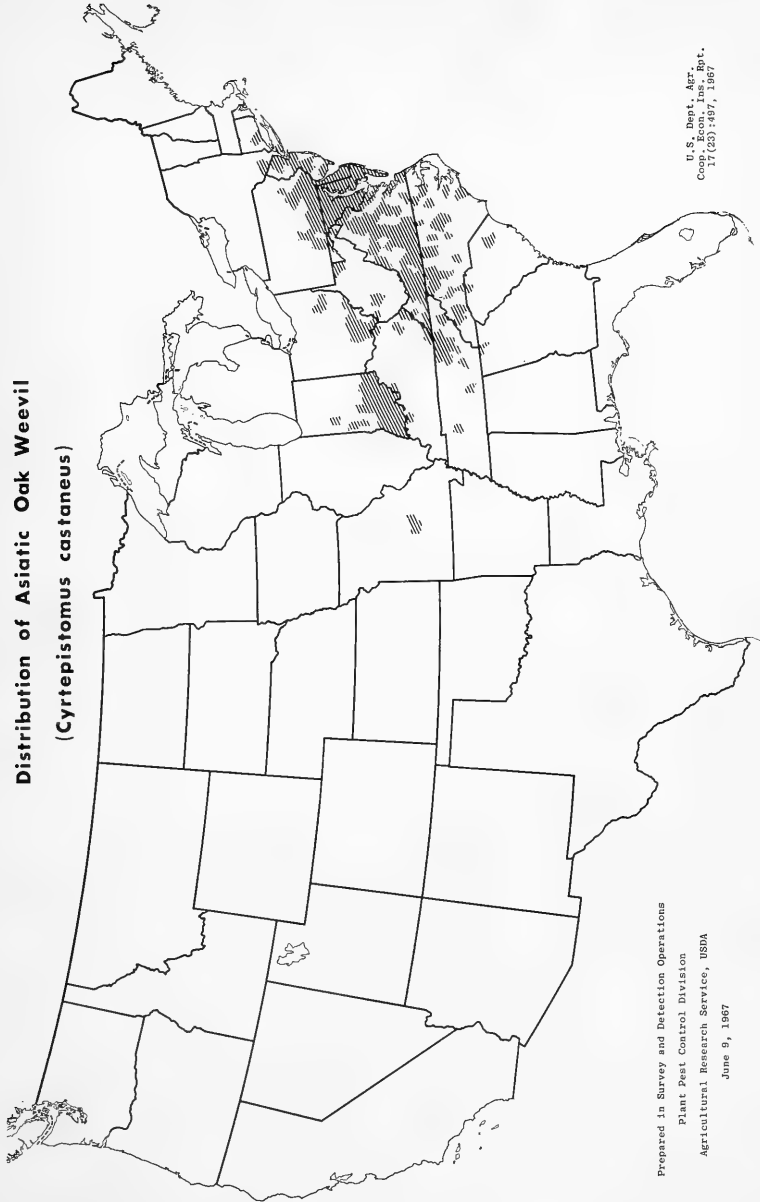 Distribution of Asiatic Oak Weevil
(Cyrtepistomus castaneus)
Prepared in Survey and Detection Operations
Plant Pest Control Division
Agricultural Research Service, USDA
June 9, 1967
U.S. Dept. Agr.
Coop. Econ. Ins. Rpt.
17(23):497, 1967